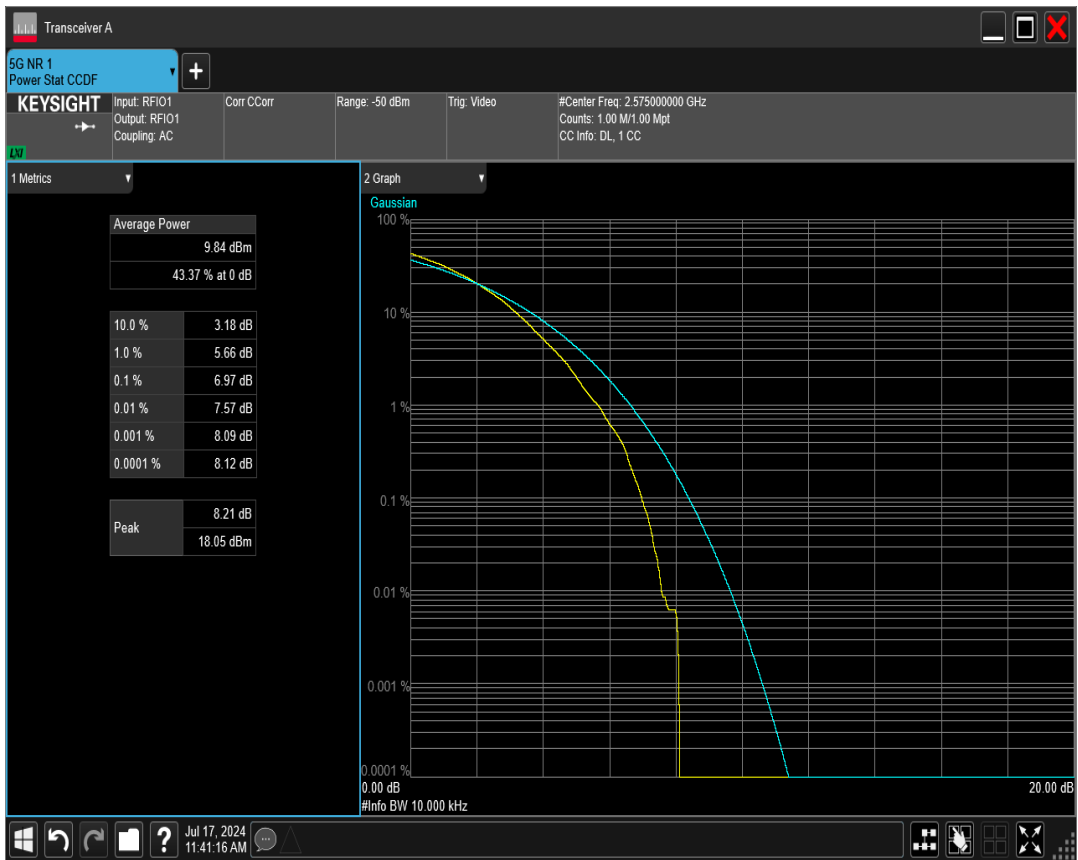 Transceiver A
5G NR 1
Power Stat CCDF
KEYSIGHT
LXI
Input: RFIO1
Output: RFIO1
Coupling: AC
Corr CCorr
Range: -50 dBm
Trig: Video
#Center Freq: 2.575000000 GHz
Counts: 1.00 M/1.00 Mpt
CC Info: DL, 1 CC
1 Metrics
Average Power
9.84 dBm
43.37 % at 0 dB
10.0 % 3.18 dB
1.0 % 5.66 dB
0.1 % 6.97 dB
0.01 % 7.57 dB
0.001 % 8.09 dB
0.0001 % 8.12 dB
Peak
8.21 dB
18.05 dBm
2 Graph
Gaussian
100 %
10 %
1 %
0.1 %
0.01 %
0.001 %
0.0001 %
0.00 dB 20.00 dB
#Info BW 10.000 kHz
Jul 17, 2024
11:41:16 AM